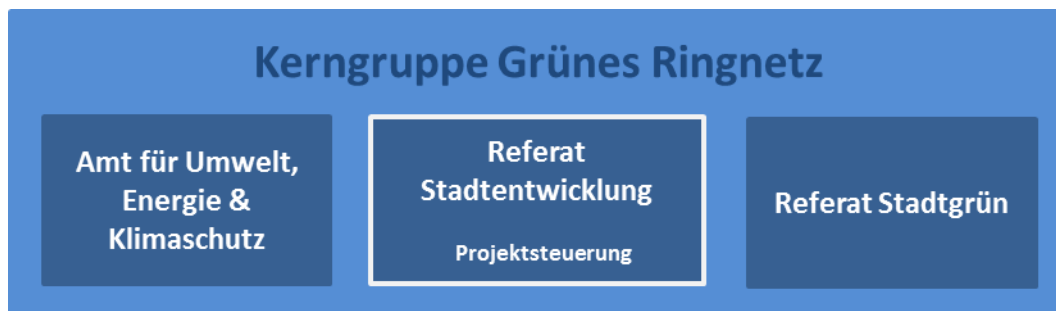 Kerngruppe Grünes Ringnetz
Amt für Umwelt,
Energie &
Klimaschutz
Referat
Stadtentwicklung
Projektsteuerung
Referat Stadtgrün